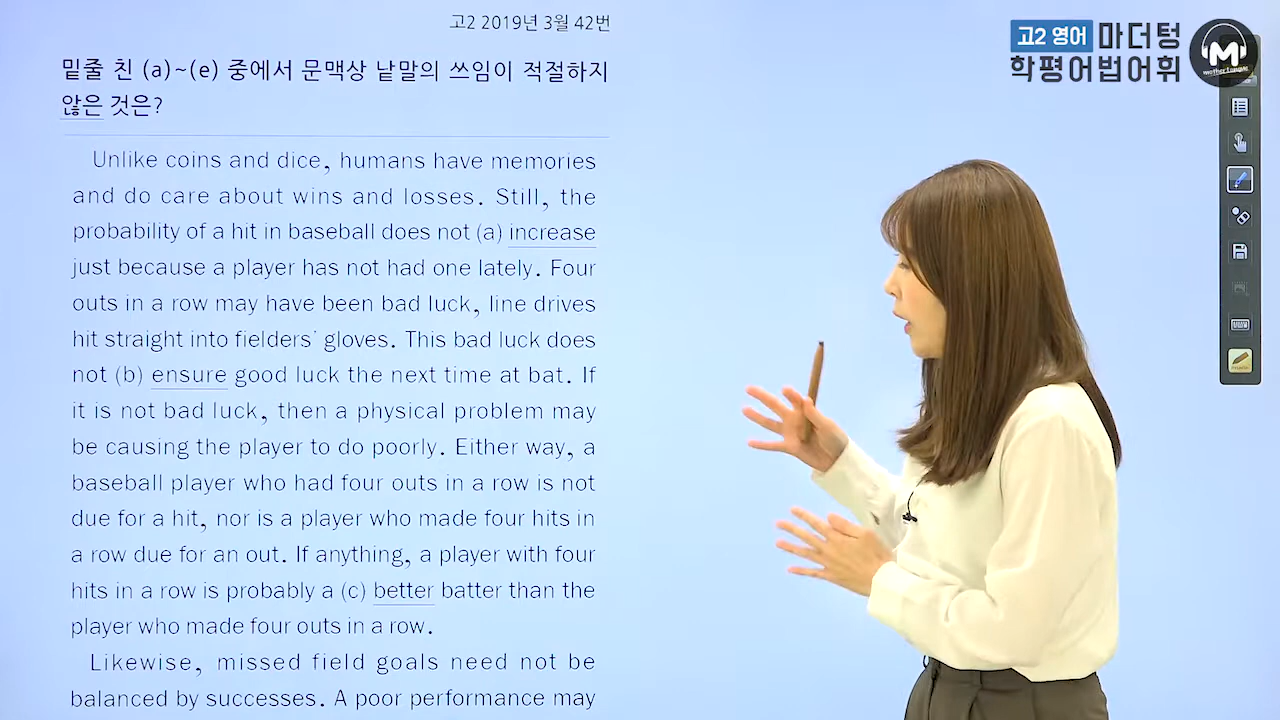 고2 2019년 3월 42번
고2 영어 마더텅
학평어법어휘
M
mother tongue
밑줄 친 (a)~(e) 중에서 문맥상 낱말의 쓰임이 적절하지
않은 것은?
Unlike coins and dice, humans have memories
and do care about wins and losses. Still, the
probability of a hit in baseball does not (a) increase
just because a player has not had one lately. Four
outs in a row may have been bad luck, line drives
hit straight into fielders' gloves. This bad luck does
not (b) ensure good luck the next time at bat. If
it is not bad luck, then a physical problem may
be causing the player to do poorly. Either way, a
baseball player who had four outs in a row is not
due for a hit, nor is a player who made four hits in
a row due for an out. If anything, a player with four
hits in a row is probably a (c) better batter than the
player who made four outs in a row.
Likewise, missed field goals need not be
balanced by successes. A poor performance may